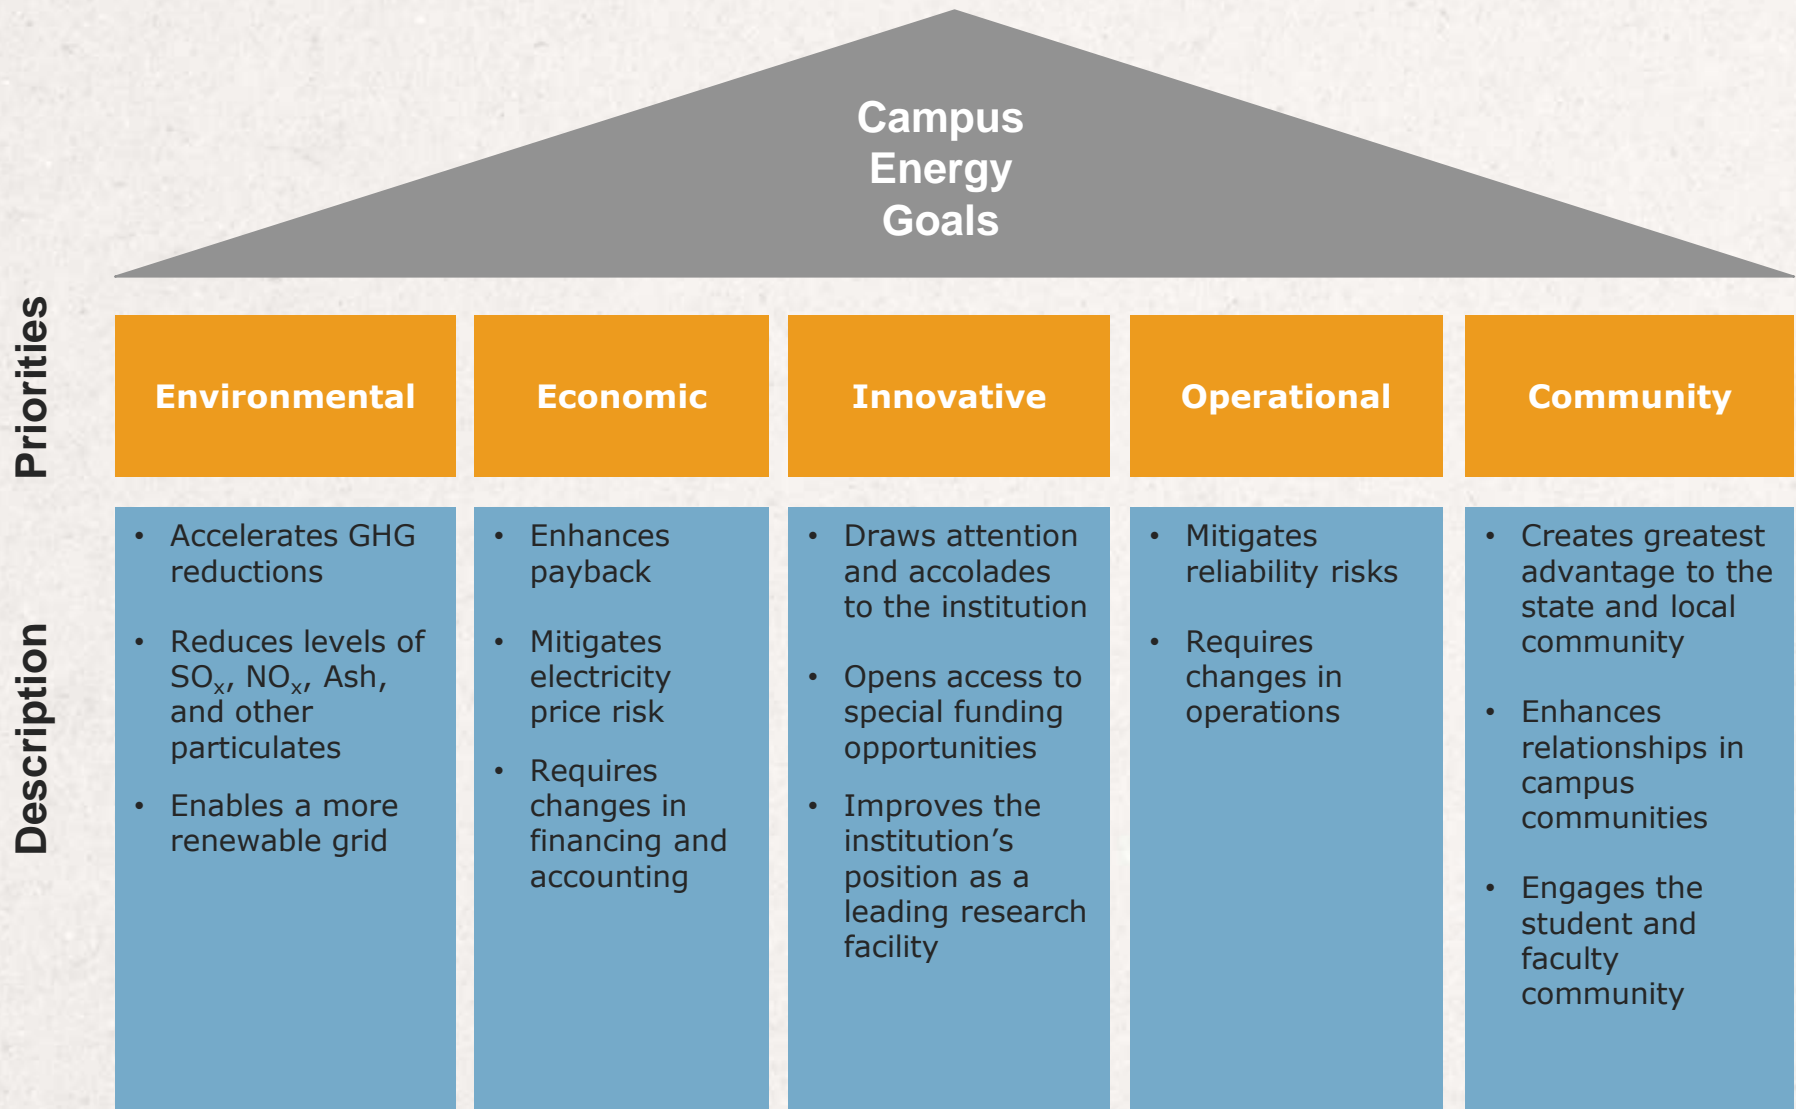 Campus
Energy
Goals
Priorities
Environmental
Economic
Innovative
Operational
Community
Description
• Accelerates GHG
reductions
• Reduces levels of
SOₓ, NOₓ, Ash,
and other
particulates
• Enables a more
renewable grid
• Enhances
payback
• Mitigates
electricity
price risk
• Requires
changes in
financing and
accounting
• Draws attention
and accolades
to the institution
• Opens access to
special funding
opportunities
• Improves the
institution’s
position as a
leading research
facility
• Mitigates
reliability risks
• Requires
changes in
operations
• Creates greatest
advantage to the
state and local
community
• Enhances
relationships in
campus
communities
• Engages the
student and
faculty
community